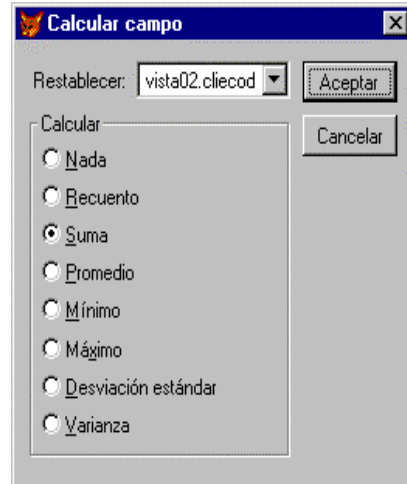 Calcular campo
Restablecer: vista02.cliecod
Aceptar
Cancelar
Calcular
Nada
Recuento
Suma
Promedio
Mínimo
Máximo
Desviación estándar
Varianza